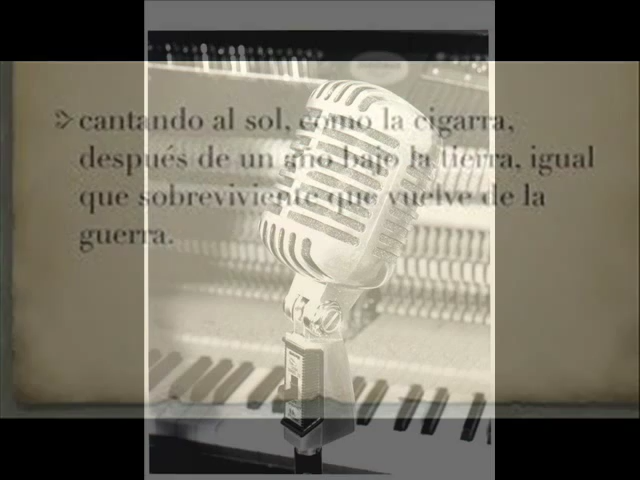 cantando al sol, como la cigarra,
después de un año bajo la tierra, igual
que sobreviviente que vuelve de la
guerra.